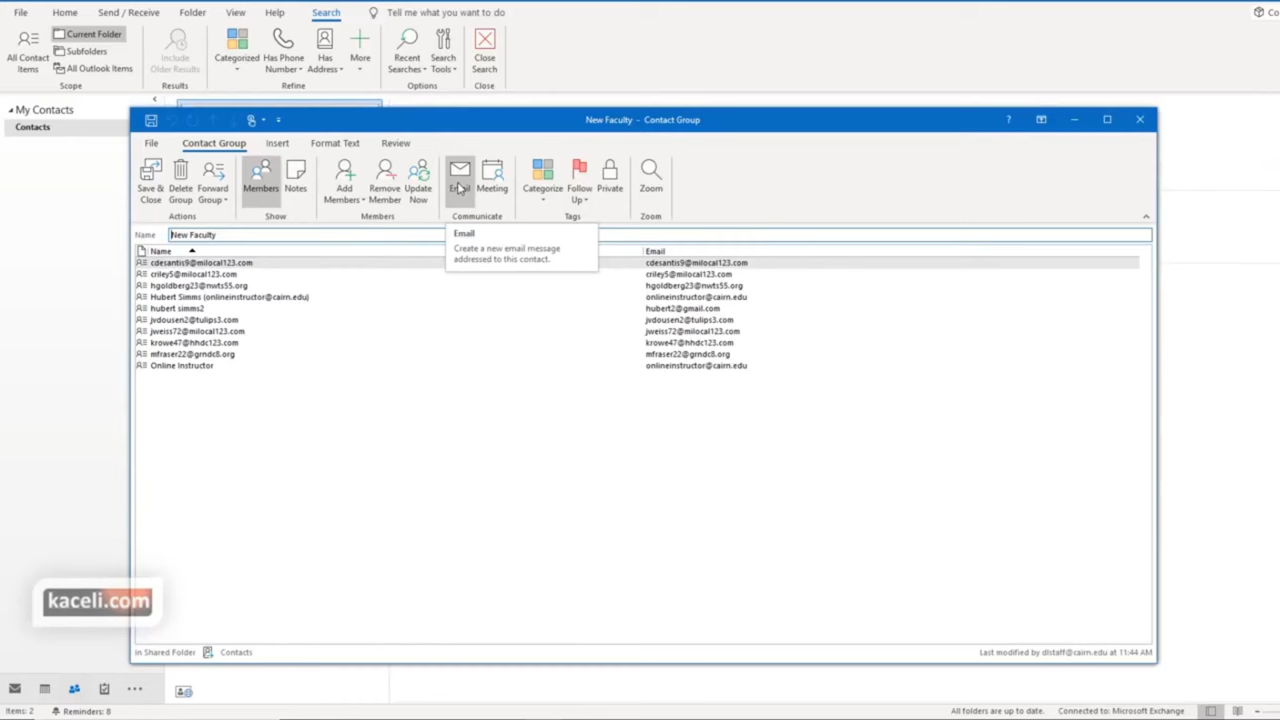 File Home Send / Receive Folder View Help Search Tell me what you want to do Co
All Contact Items
Current Folder
Subfolders
All Outlook Items
Scope
Include Older Results
Results
Categorized
Has Phone Number
Has Address
More
Refine
Recent Searches
Search Tools
Options
Close Search
Close
My Contacts
Contacts
New Faculty - Contact Group ?
File Contact Group Insert Format Text Review
Save & Close
Delete Group
Forward Group
Actions
Members
Notes
Show
Add Members
Remove Member
Update Now
Members
Email
Meeting
Communicate
Categorize
Follow Up
Private
Tags
Zoom
Zoom
Name New Faculty
Email
Create a new email message
addressed to this contact.
Name Email
cdesantis9@milocal123.com cdesantis9@milocal123.com
criley5@milocal123.com criley5@milocal123.com
hgoldberg23@nwts55.org hgoldberg23@nwts55.org
Hubert Simms (onlineinstructor@cairn.edu) onlineinstructor@cairn.edu
hubert simms2 hubert2@gmail.com
jvdousen2@tulips3.com jvdousen2@tulips3.com
jweiss72@milocal123.com jweiss72@milocal123.com
krowe47@hhdc123.com krowe47@hhdc123.com
mfraser22@grndc8.org mfraser22@grndc8.org
Online Instructor onlineinstructor@cairn.edu
kaceli.com
in Shared Folder Contacts Last modified by dlstaff@cairn.edu at 11:44 AM
Items: 2 Reminders: 8 All folders are up to date. Connected to: Microsoft Exchange